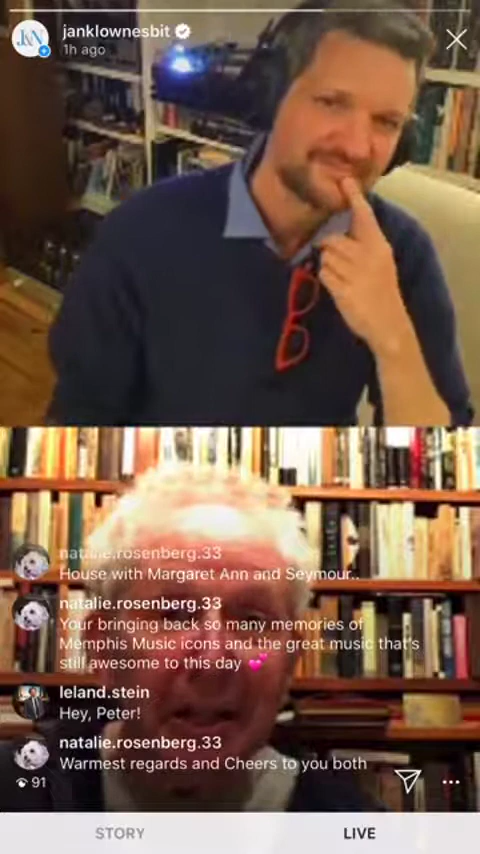 JKN
janklownesbit
1h ago
natalie.rosenberg.33
House with Margaret Ann and Seymour..
natalie.rosenberg.33
Your bringing back so many memories of
Memphis Music icons and the great music that's
still awesome to this day 💕
leland.stein
Hey, Peter!
natalie.rosenberg.33
Warmest regards and Cheers to you both
91
STORY
LIVE